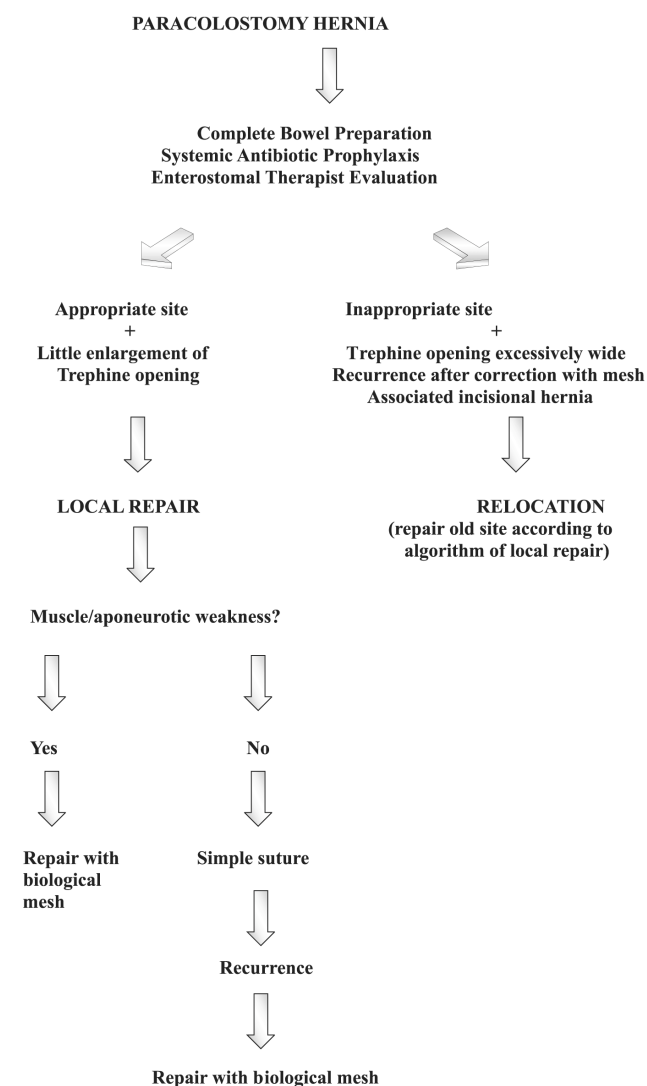 PARACOLOSTOMY HERNIA
Complete Bowel Preparation
Systemic Antibiotic Prophylaxis
Enterostomal Therapist Evaluation
Appropriate site
+
Little enlargement of
Trephine opening
Inappropriate site
+
Trephine opening excessively wide
Recurrence after correction with mesh
Associated incisional hernia
LOCAL REPAIR
RELOCATION
(repair old site according to
algorithm of local repair)
Muscle/aponeurotic weakness?
Yes
No
Repair with
biological
mesh
Simple suture
Recurrence
Repair with biological mesh